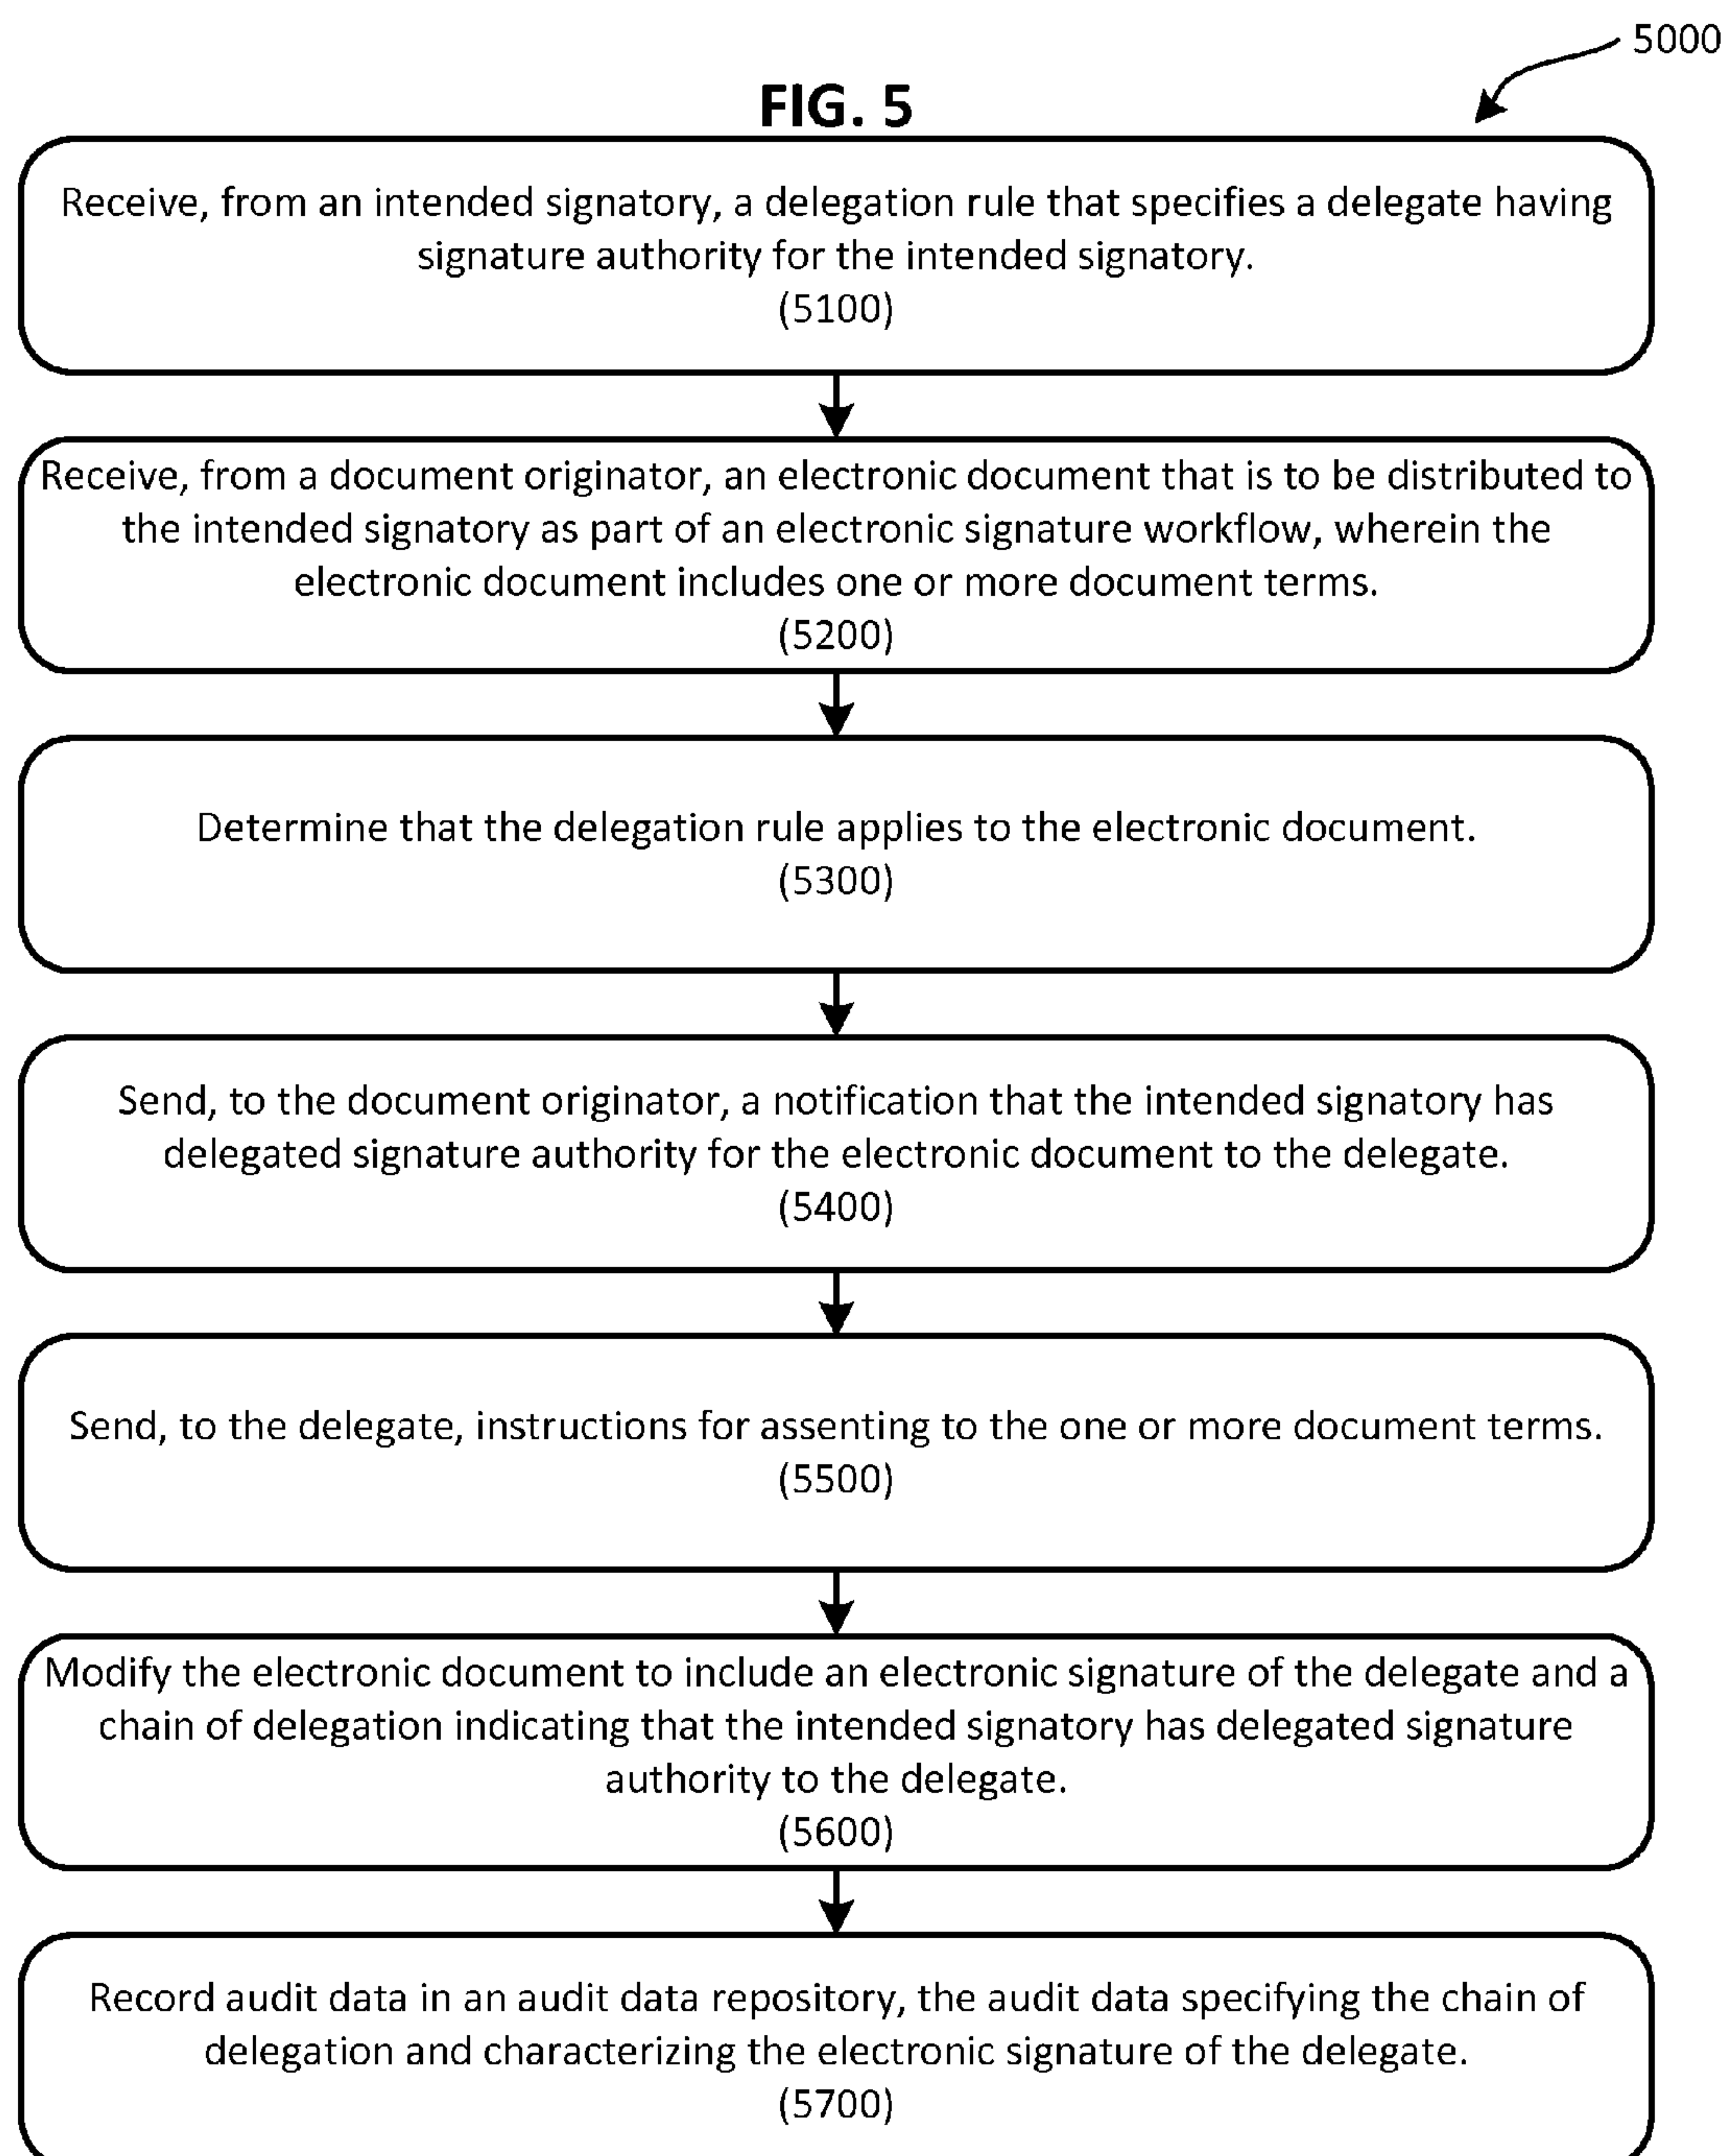 5000
FIG. 5
Receive, from an intended signatory, a delegation rule that specifies a delegate having
signature authority for the intended signatory.
(5100)
Receive, from a document originator, an electronic document that is to be distributed to
the intended signatory as part of an electronic signature workflow, wherein the
electronic document includes one or more document terms.
(5200)
Determine that the delegation rule applies to the electronic document.
(5300)
Send, to the document originator, a notification that the intended signatory has
delegated signature authority for the electronic document to the delegate.
(5400)
Send, to the delegate, instructions for assenting to the one or more document terms.
(5500)
Modify the electronic document to include an electronic signature of the delegate and a
chain of delegation indicating that the intended signatory has delegated signature
authority to the delegate.
(5600)
Record audit data in an audit data repository, the audit data specifying the chain of
delegation and characterizing the electronic signature of the delegate.
(5700)